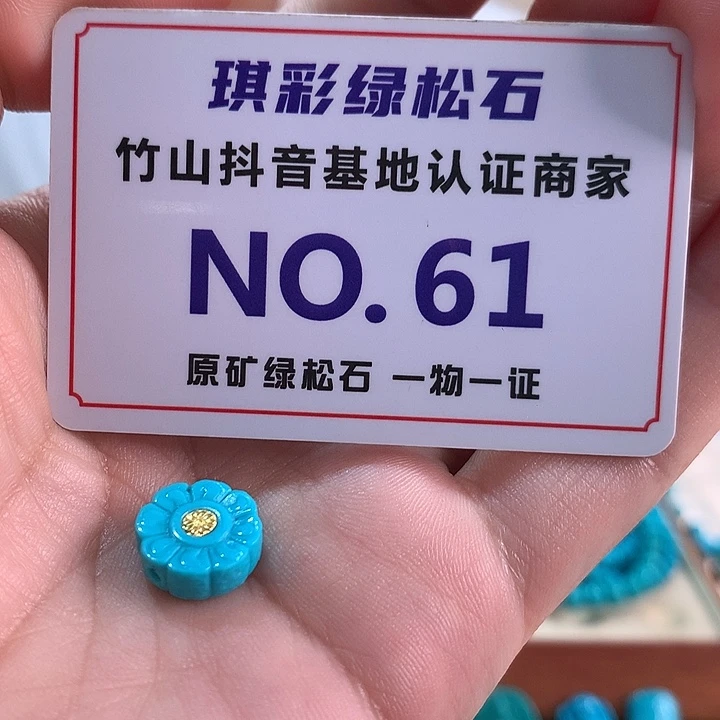 琪彩绿松石
竹山抖音基地认证商家
NO.61
原矿绿松石 一物一证